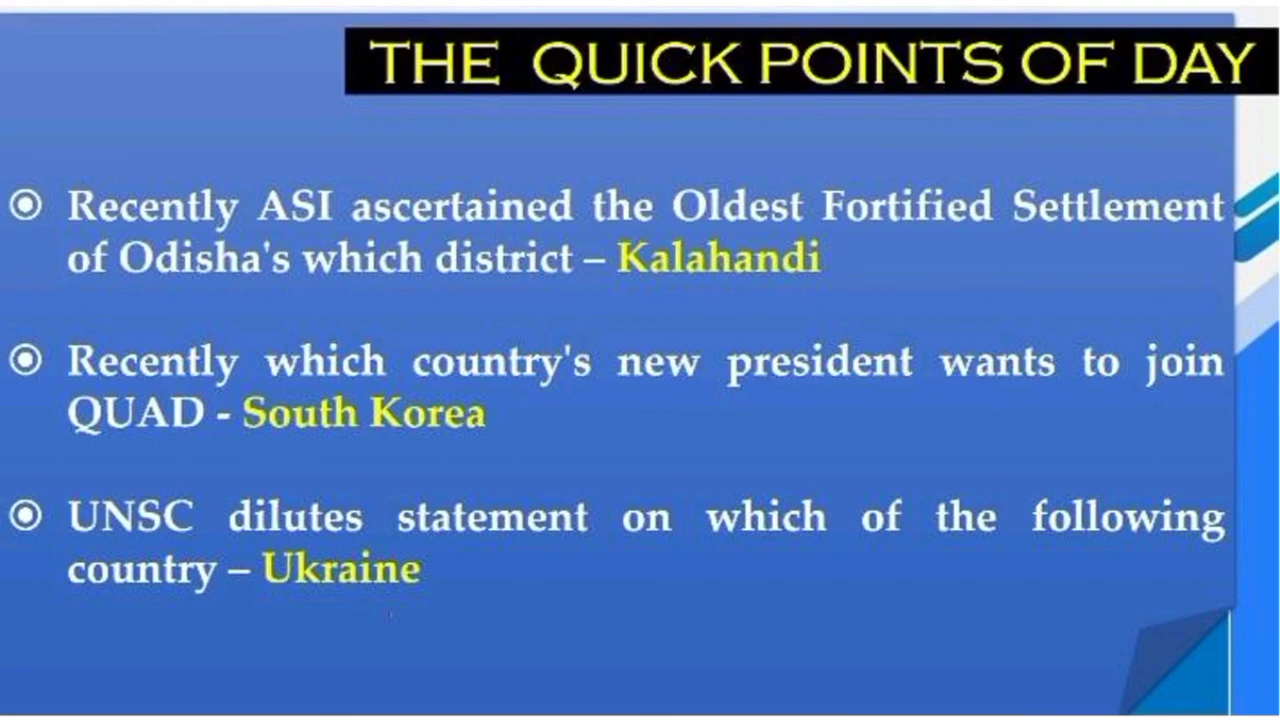 THE QUICK POINTS OF DAY
Recently ASI ascertained the Oldest Fortified Settlement
of Odisha's which district – Kalahandi
Recently which country's new president wants to join
QUAD - South Korea
UNSC dilutes statement on which of the following
country – Ukraine